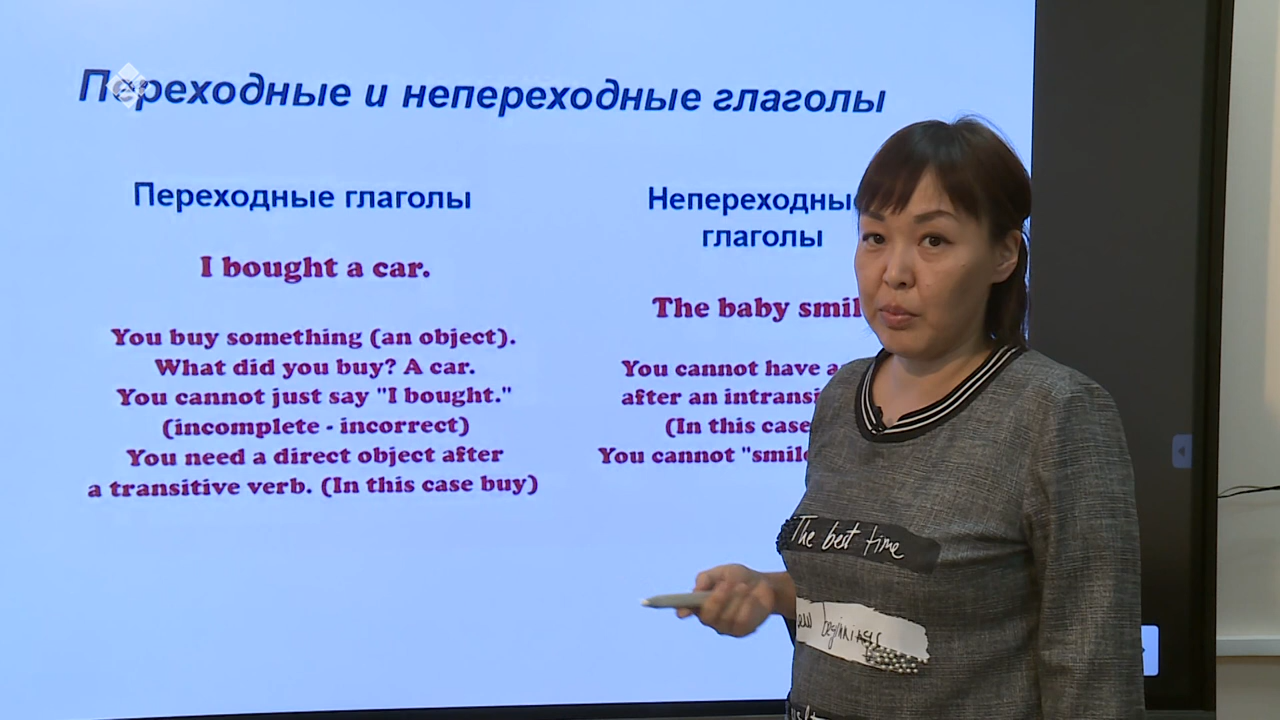 Переходные и непереходные глаголы
Переходные глаголы
I bought a car.
You buy something (an object).
What did you buy? A car.
You cannot just say "I bought."
(incomplete - incorrect)
You need a direct object after
a transitive verb. (In this case buy)
Непереходные
глаголы
The baby smil
You cannot have a
after an intransi
(In this case
You cannot "smile
The best time
beginnings